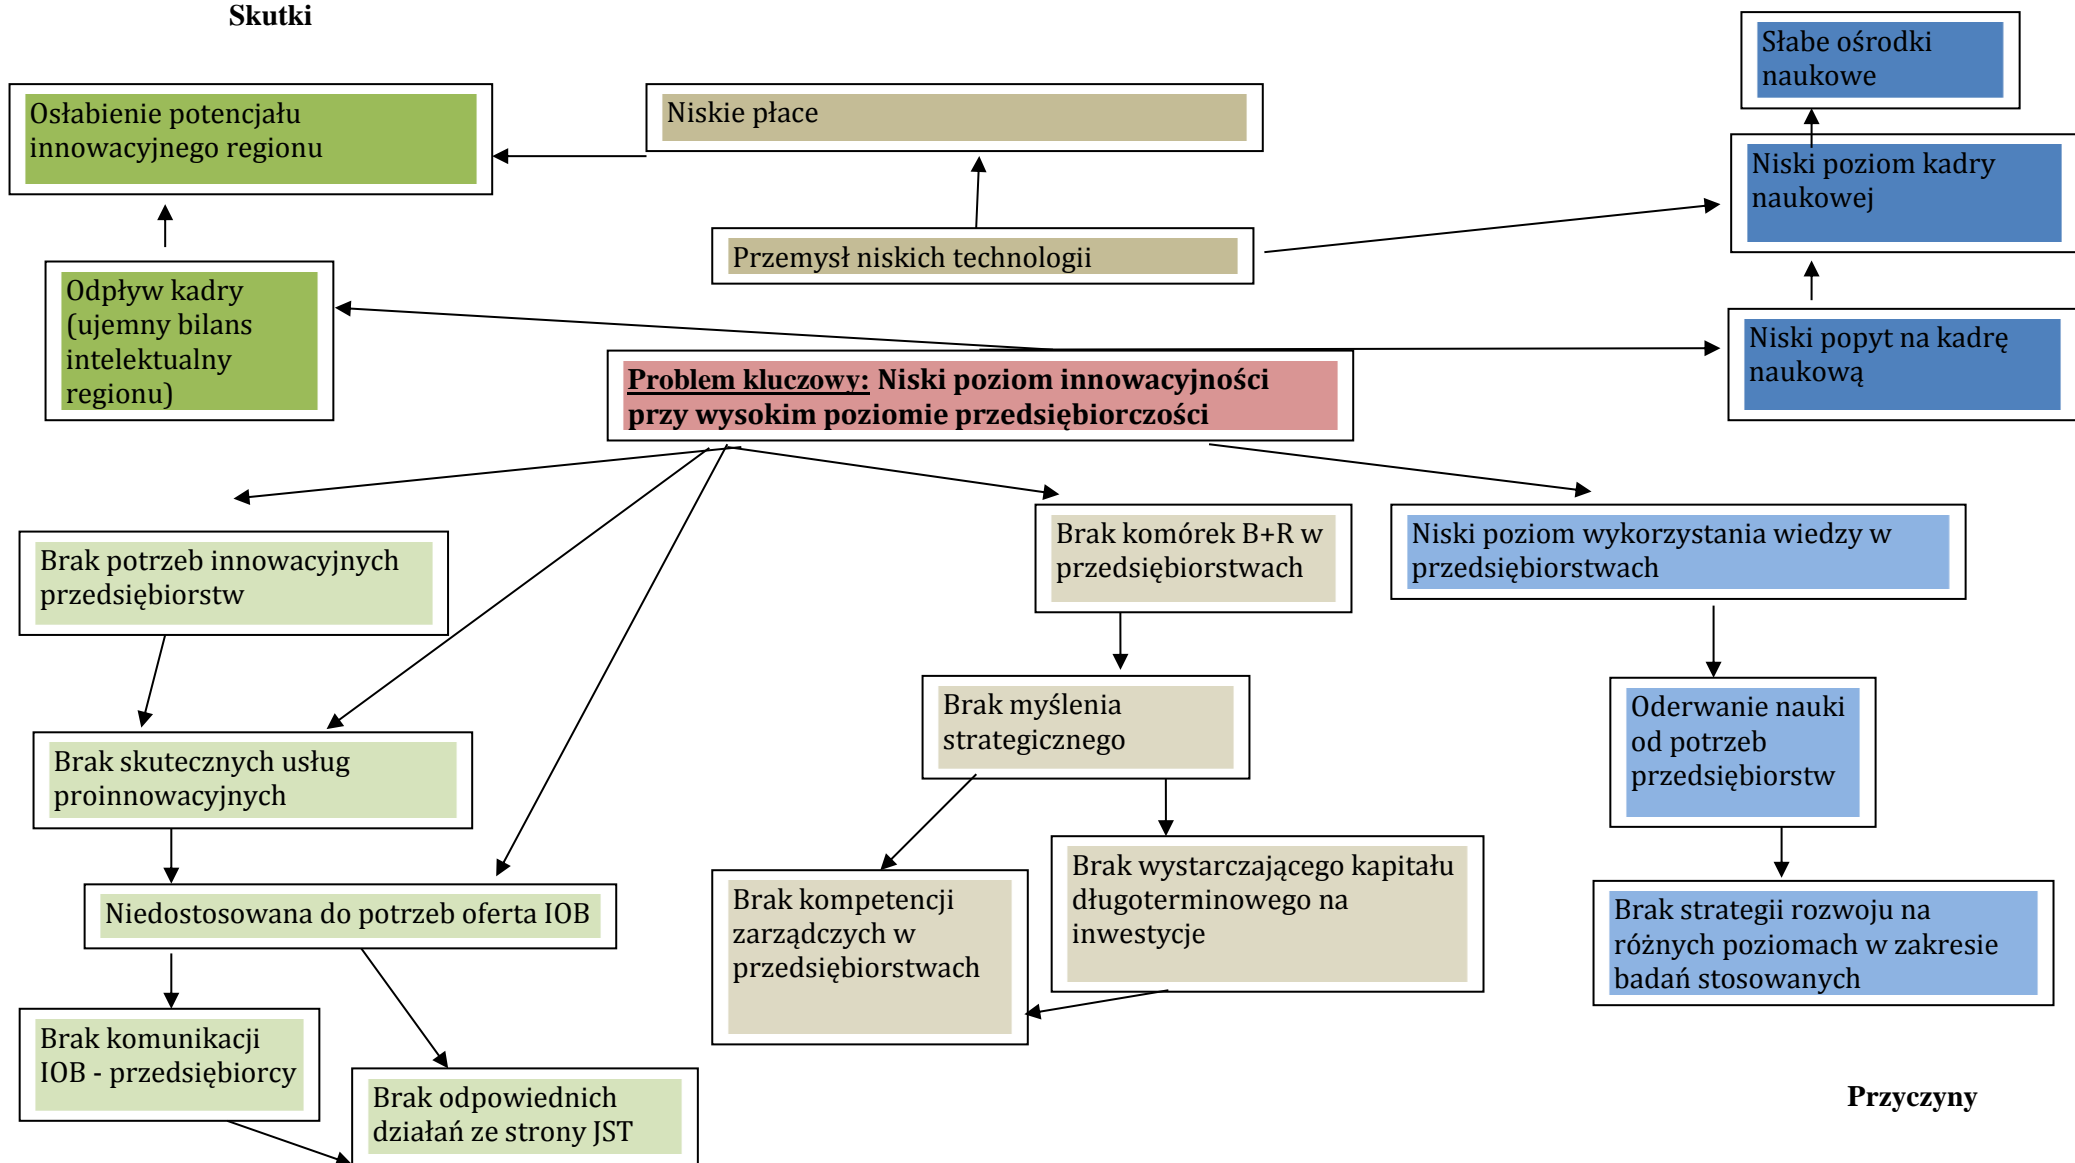 Skutki
Słabe ośrodki
naukowe
Osłabienie potencjału
innowacyjnego regionu
Niskie płace
Niski poziom kadry
naukowej
Przemysł niskich technologii
Odpływ kadry
(ujemny bilans
intelektualny
regionu)
Niski popyt na kadrę
naukową
Problem kluczowy: Niski poziom innowacyjności
przy wysokim poziomie przedsiębiorczości
Brak potrzeb innowacyjnych
przedsiębiorstw
Brak komórek B+R w
przedsiębiorstwach
Niski poziom wykorzystania wiedzy w
przedsiębiorstwach
Brak skutecznych usług
proinnowacyjnych
Brak myślenia
strategicznego
Oderwanie nauki
od potrzeb
przedsiębiorstw
Niedostosowana do potrzeb oferta IOB
Brak kompetencji
zarządczych w
przedsiębiorstwach
Brak wystarczającego kapitału
długoterminowego na
inwestycje
Brak strategii rozwoju na
różnych poziomach w zakresie
badań stosowanych
Brak komunikacji
IOB - przedsiębiorcy
Brak odpowiednich
działań ze strony JST
Przyczyny